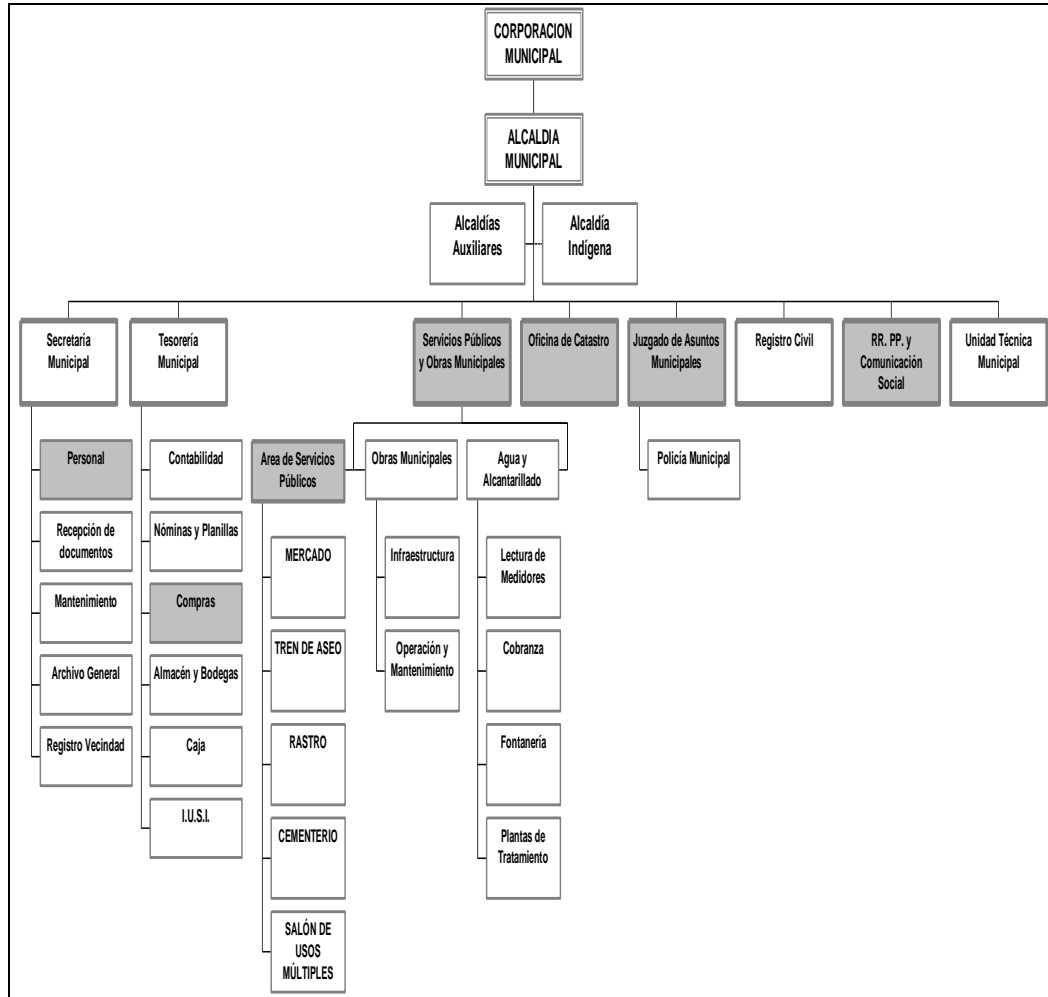 CORPORACION
MUNICIPAL
ALCALDIA
MUNICIPAL
Alcaldías
Auxiliares
Alcaldía
Indígena
Secretaría
Municipal
Tesorería
Municipal
Servicios Públicos
y Obras Municipales
Oficina de Catastro
Juzgado de Asuntos
Municipales
Registro Civil
RR. PP. y
Comunicación
Social
Unidad Técnica
Municipal
Personal
Recepción de
documentos
Mantenimiento
Archivo General
Registro Vecindad
Contabilidad
Nóminas y Planillas
Compras
Almacén y Bodegas
Caja
I.U.S.I.
Area de Servicios
Públicos
MERCADO
TREN DE ASEO
RASTRO
CEMENTERIO
SALÓN DE
USOS
MÚLTIPLES
Obras Municipales
Infraestructura
Operación y
Mantenimiento
Agua y
Alcantarillado
Lectura de
Medidores
Cobranza
Fontanería
Plantas de
Tratamiento
Policía Municipal